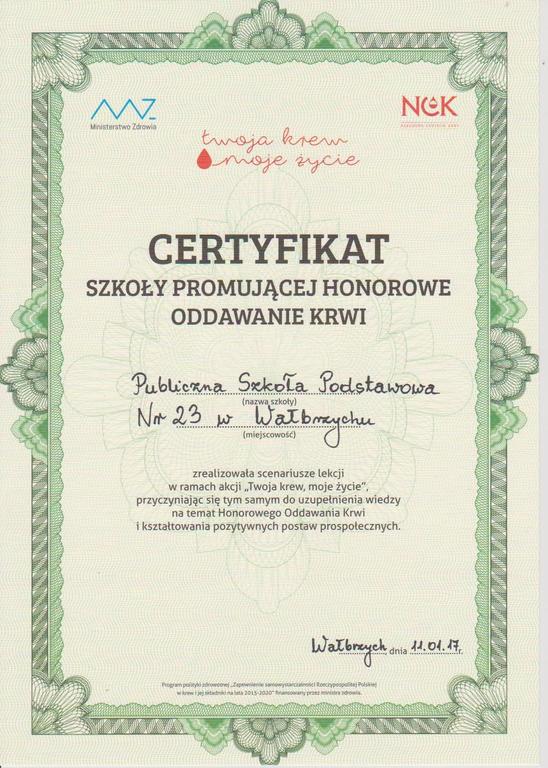 Ministerstwo Zdrowia
NCK
NARODOWE CENTRUM KRWI
twoja krew
moje życie
CERTYFIKAT
SZKOŁY PROMUJĄCEJ HONOROWE
ODDAWANIE KRWI
Publiczna Szkoła Podstawowa
(nazwa szkoły)
Nr 23 w Wałbrzychu
(miejscowość)
zrealizowała scenariusze lekcji
w ramach akcji „Twoja krew, moje życie”,
przyczyniając się tym samym do uzupełnienia wiedzy
na temat Honorowego Oddawania Krwi
i kształtowania pozytywnych postaw prospołecznych.
Wałbrzych, dnia 11.01.17.
Program polityki zdrowotnej „Zapewnienie samowystarczalności Rzeczypospolitej Polskiej
w krew i jej składniki na lata 2015-2020” finansowany przez ministra zdrowia.